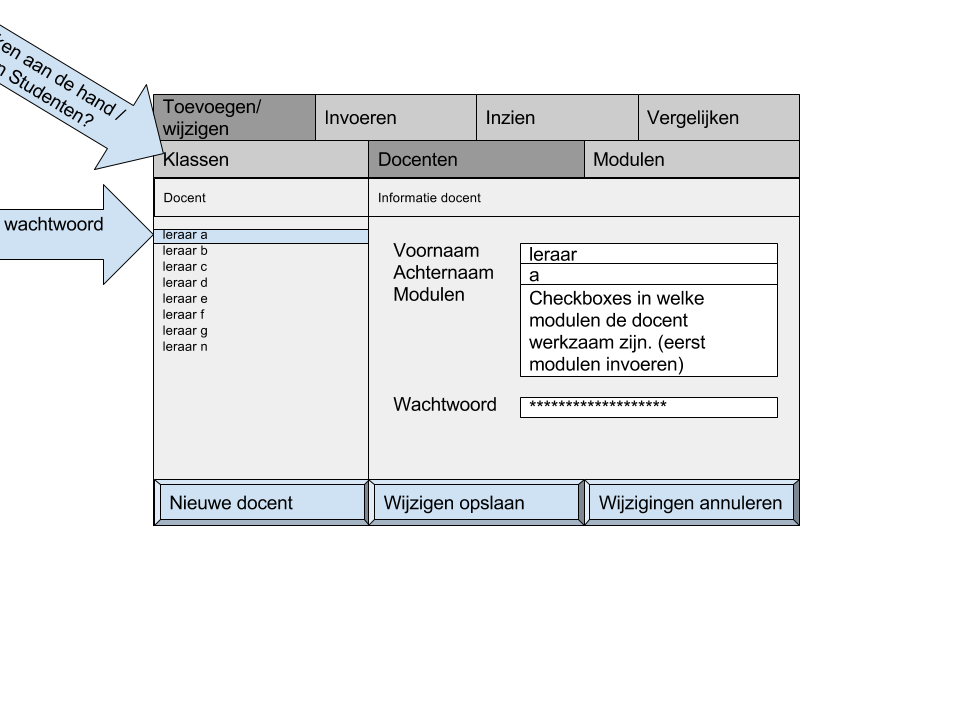 aan de hand /
Studenten?
Toevoegen/
wijzigen
Invoeren
Inzien
Vergelijken
Klassen
Docenten
Modulen
Docent
Informatie docent
wachtwoord
leraar a
leraar b
leraar c
leraar d
leraar e
leraar f
leraar g
leraar n
Voornaam
leraar
Achternaam
a
Modulen
Checkboxes in welke
modulen de docent
werkzaam zijn. (eerst
modulen invoeren)
Wachtwoord
*******************
Nieuwe docent
Wijzigen opslaan
Wijzigingen annuleren